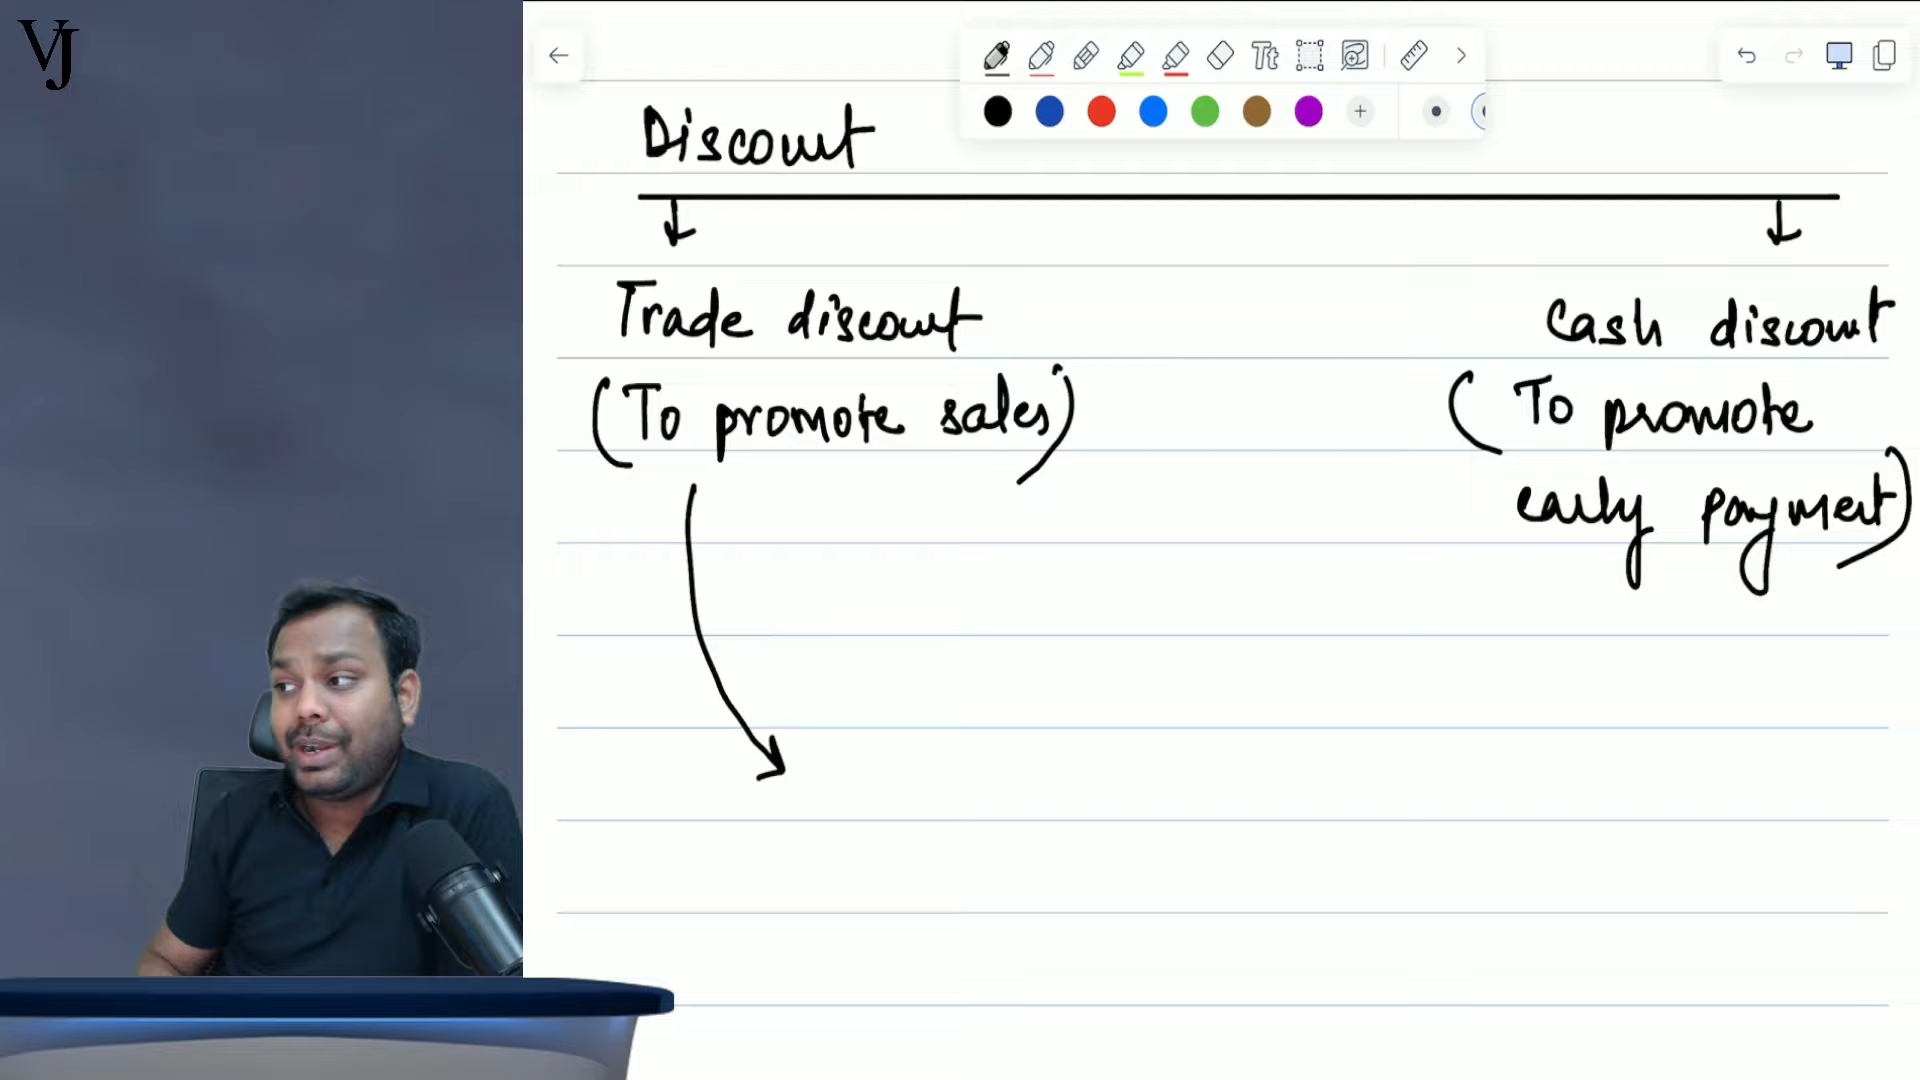 VJ
Discount
Trade discount
(To promote sales)
Cash discount
(To promote
early payment)